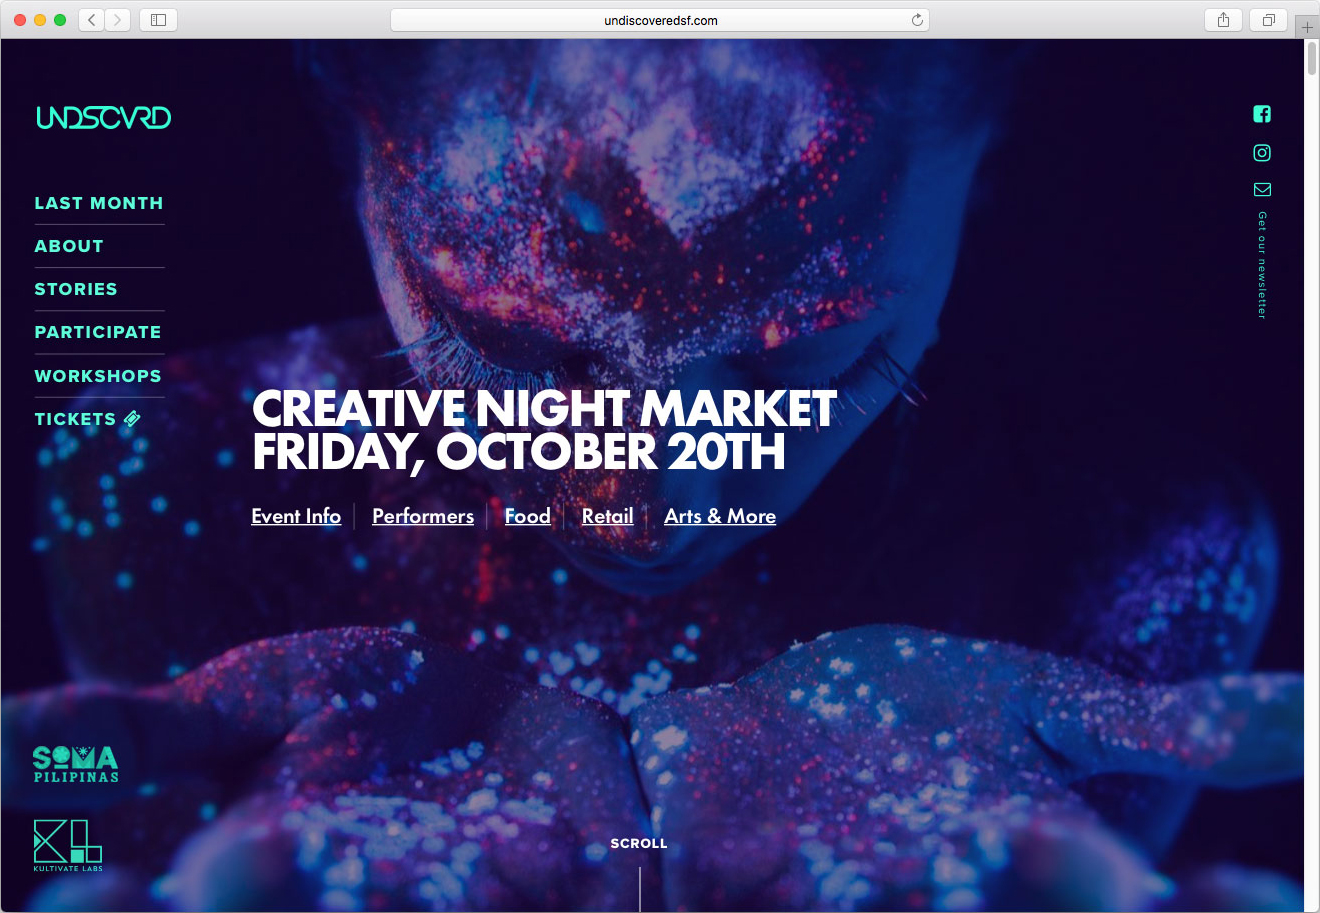 undiscoveredsf.com
UNDSCVRD
LAST MONTH
ABOUT
STORIES
PARTICIPATE
WORKSHOPS
TICKETS
Get our newsletter
CREATIVE NIGHT MARKET
FRIDAY, OCTOBER 20TH
Event Info
Performers
Food
Retail
Arts & More
SOMA
PILIPINAS
KL
KULTIVATE LABS
SCROLL